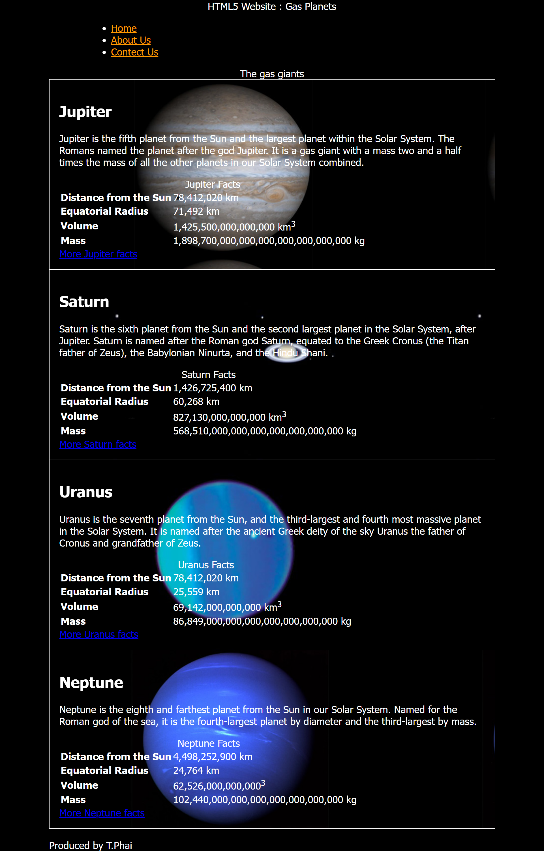 HTML5 Website : Gas Planets
Home
About Us
Contect Us
The gas giants
Jupiter
Jupiter is the fifth planet from the Sun and the largest planet within the Solar System. The
Romans named the planet after the god Jupiter. It is a gas giant with a mass two and a half
times the mass of all the other planets in our Solar System combined.
Jupiter Facts
Distance from the Sun 78,412,020 km
Equatorial Radius 71,492 km
Volume 1,425,500,000,000,000 km³
Mass 1,898,700,000,000,000,000,000,000,000 kg
More Jupiter facts
Saturn
Saturn is the sixth planet from the Sun and the second largest planet in the Solar System, after
Jupiter. Saturn is named after the Roman god Saturn, equated to the Greek Cronus (the Titan
father of Zeus), the Babylonian Ninurta, and the Hindu Shani.
Saturn Facts
Distance from the Sun 1,426,725,400 km
Equatorial Radius 60,268 km
Volume 827,130,000,000,000 km³
Mass 568,510,000,000,000,000,000,000,000 kg
More Saturn facts
Uranus
Uranus is the seventh planet from the Sun, and the third-largest and fourth most massive planet
in the Solar System. It is named after the ancient Greek deity of the sky Uranus the father of
Cronus and grandfather of Zeus.
Uranus Facts
Distance from the Sun 78,412,020 km
Equatorial Radius 25,559 km
Volume 69,142,000,000,000 km³
Mass 86,849,000,000,000,000,000,000,000 kg
More Uranus facts
Neptune
Neptune is the eighth and farthest planet from the Sun in our Solar System. Named for the
Roman god of the sea, it is the fourth-largest planet by diameter and the third-largest by mass.
Neptune Facts
Distance from the Sun 4,498,252,900 km
Equatorial Radius 24,764 km
Volume 62,526,000,000,000³
Mass 102,440,000,000,000,000,000,000,000 kg
More Neptune facts
Produced by T.Phai